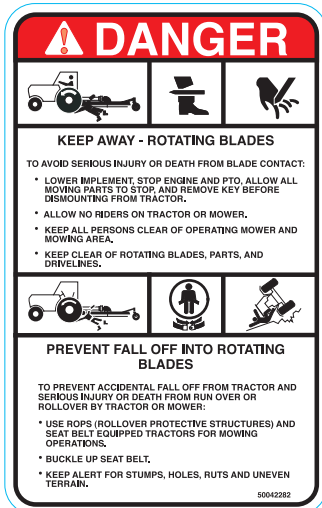 DANGER
KEEP AWAY - ROTATING BLADES
TO AVOID SERIOUS INJURY OR DEATH FROM BLADE CONTACT:
• LOWER IMPLEMENT, STOP ENGINE AND PTO, ALLOW ALL
MOVING PARTS TO STOP, AND REMOVE KEY BEFORE
DISMOUNTING FROM TRACTOR.
• ALLOW NO RIDERS ON TRACTOR OR MOWER.
• KEEP ALL PERSONS CLEAR OF OPERATING MOWER AND
MOWING AREA.
• KEEP CLEAR OF ROTATING BLADES, PARTS, AND
DRIVELINES.
PREVENT FALL OFF INTO ROTATING
BLADES
TO PREVENT ACCIDENTAL FALL OFF FROM TRACTOR AND
SERIOUS INJURY OR DEATH FROM RUN OVER OR
ROLLOVER BY TRACTOR OR MOWER:
• USE ROPS (ROLLOVER PROTECTIVE STRUCTURES) AND
SEAT BELT EQUIPPED TRACTORS FOR MOWING
OPERATIONS.
• BUCKLE UP SEAT BELT.
• KEEP ALERT FOR STUMPS, HOLES, RUTS AND UNEVEN
TERRAIN.
50042282